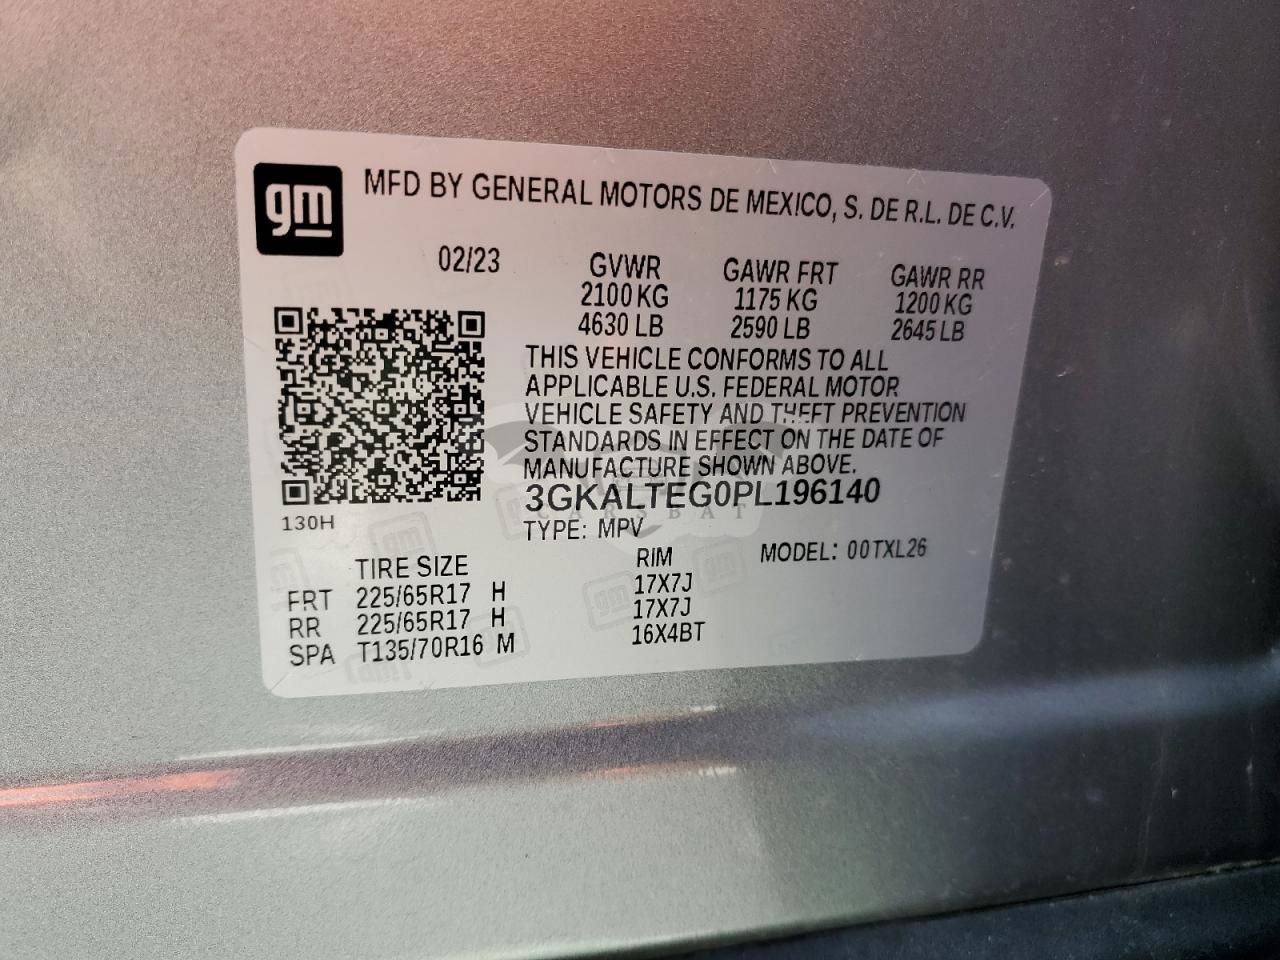 gm
MFD BY GENERAL MOTORS DE MEXICO, S. DE R.L. DE C.V.
02/23
GVWR GAWR FRT GAWR RR
2100 KG 1175 KG 1200 KG
4630 LB 2590 LB 2645 LB
THIS VEHICLE CONFORMS TO ALL
APPLICABLE U.S. FEDERAL MOTOR
VEHICLE SAFETY AND THEFT PREVENTION
STANDARDS IN EFFECT ON THE DATE OF
MANUFACTURE SHOWN ABOVE.
3GKALTEG0PL196140
CARSBAT
TYPE: MPV
130H
MODEL: 00TXL26
TIRE SIZE RIM
FRT 225/65R17 H 17X7J
RR 225/65R17 H 17X7J
SPA T135/70R16 M 16X4BT